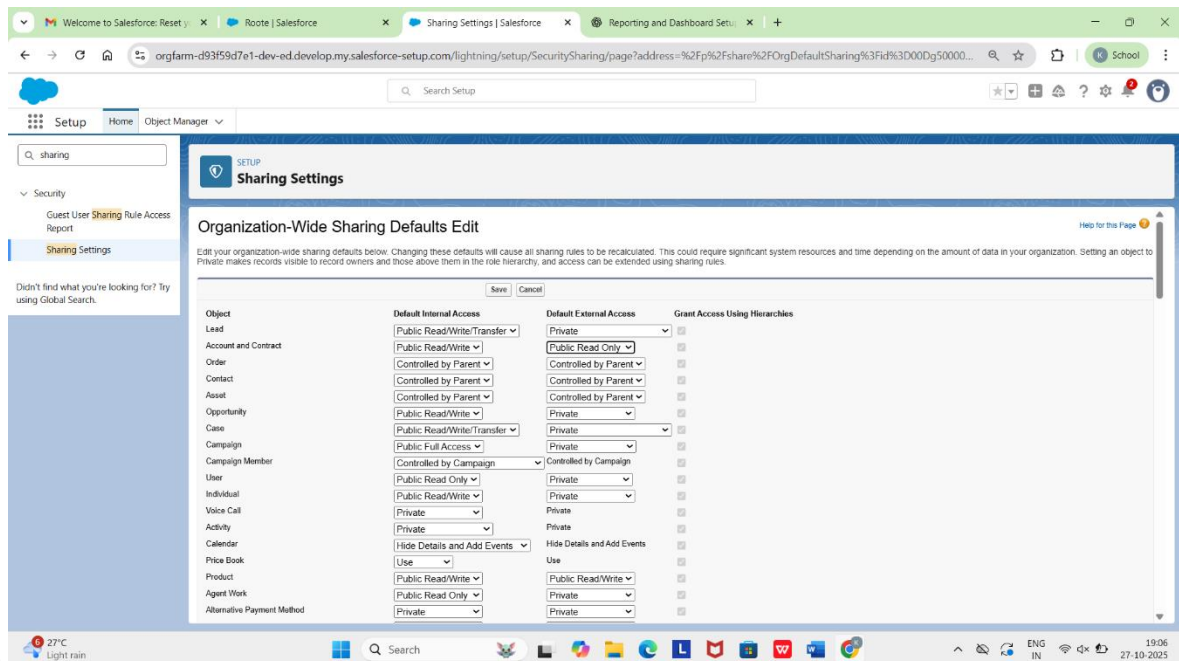 Welcome to Salesforce: Reset y
Roote | Salesforce
Sharing Settings | Salesforce
Reporting and Dashboard Setu
orgfarm-d93f59d7e1-dev-ed.develop.my.salesforce-setup.com/lightning/setup/SecuritySharing/page?address=%2Fp%2Fshare%2FOrgDefaultSharing%3Fid%3D00Dg50000...
K School
Search Setup
2
Setup Home Object Manager
sharing
Security
Guest User Sharing Rule Access
Report
Sharing Settings
Didn't find what you're looking for? Try
using Global Search.
SETUP
Sharing Settings
Organization-Wide Sharing Defaults Edit
Help for this Page
Edit your organization-wide sharing defaults below. Changing these defaults will cause all sharing rules to be recalculated. This could require significant system resources and time depending on the amount of data in your organization. Setting an object to
Private makes records visible to record owners and those above them in the role hierarchy, and access can be extended using sharing rules.
Save Cancel
Object Default Internal Access Default External Access Grant Access Using Hierarchies
Lead Public Read/Write/Transfer Private
Account and Contract Public Read/Write Public Read Only
Order Controlled by Parent Controlled by Parent
Contact Controlled by Parent Controlled by Parent
Asset Controlled by Parent Controlled by Parent
Opportunity Public Read/Write Private
Case Public Read/Write/Transfer Private
Campaign Public Full Access Private
Campaign Member Controlled by Campaign Controlled by Campaign
User Public Read Only Private
Individual Public Read/Write Private
Voice Call Private Private
Activity Private Private
Calendar Hide Details and Add Events Hide Details and Add Events
Price Book Use Use
Product Public Read/Write Public Read/Write
Agent Work Public Read Only Private
Alternative Payment Method Private Private
6 27°C
Light rain
Search
L
W
ENG
IN
19:06
27-10-2025